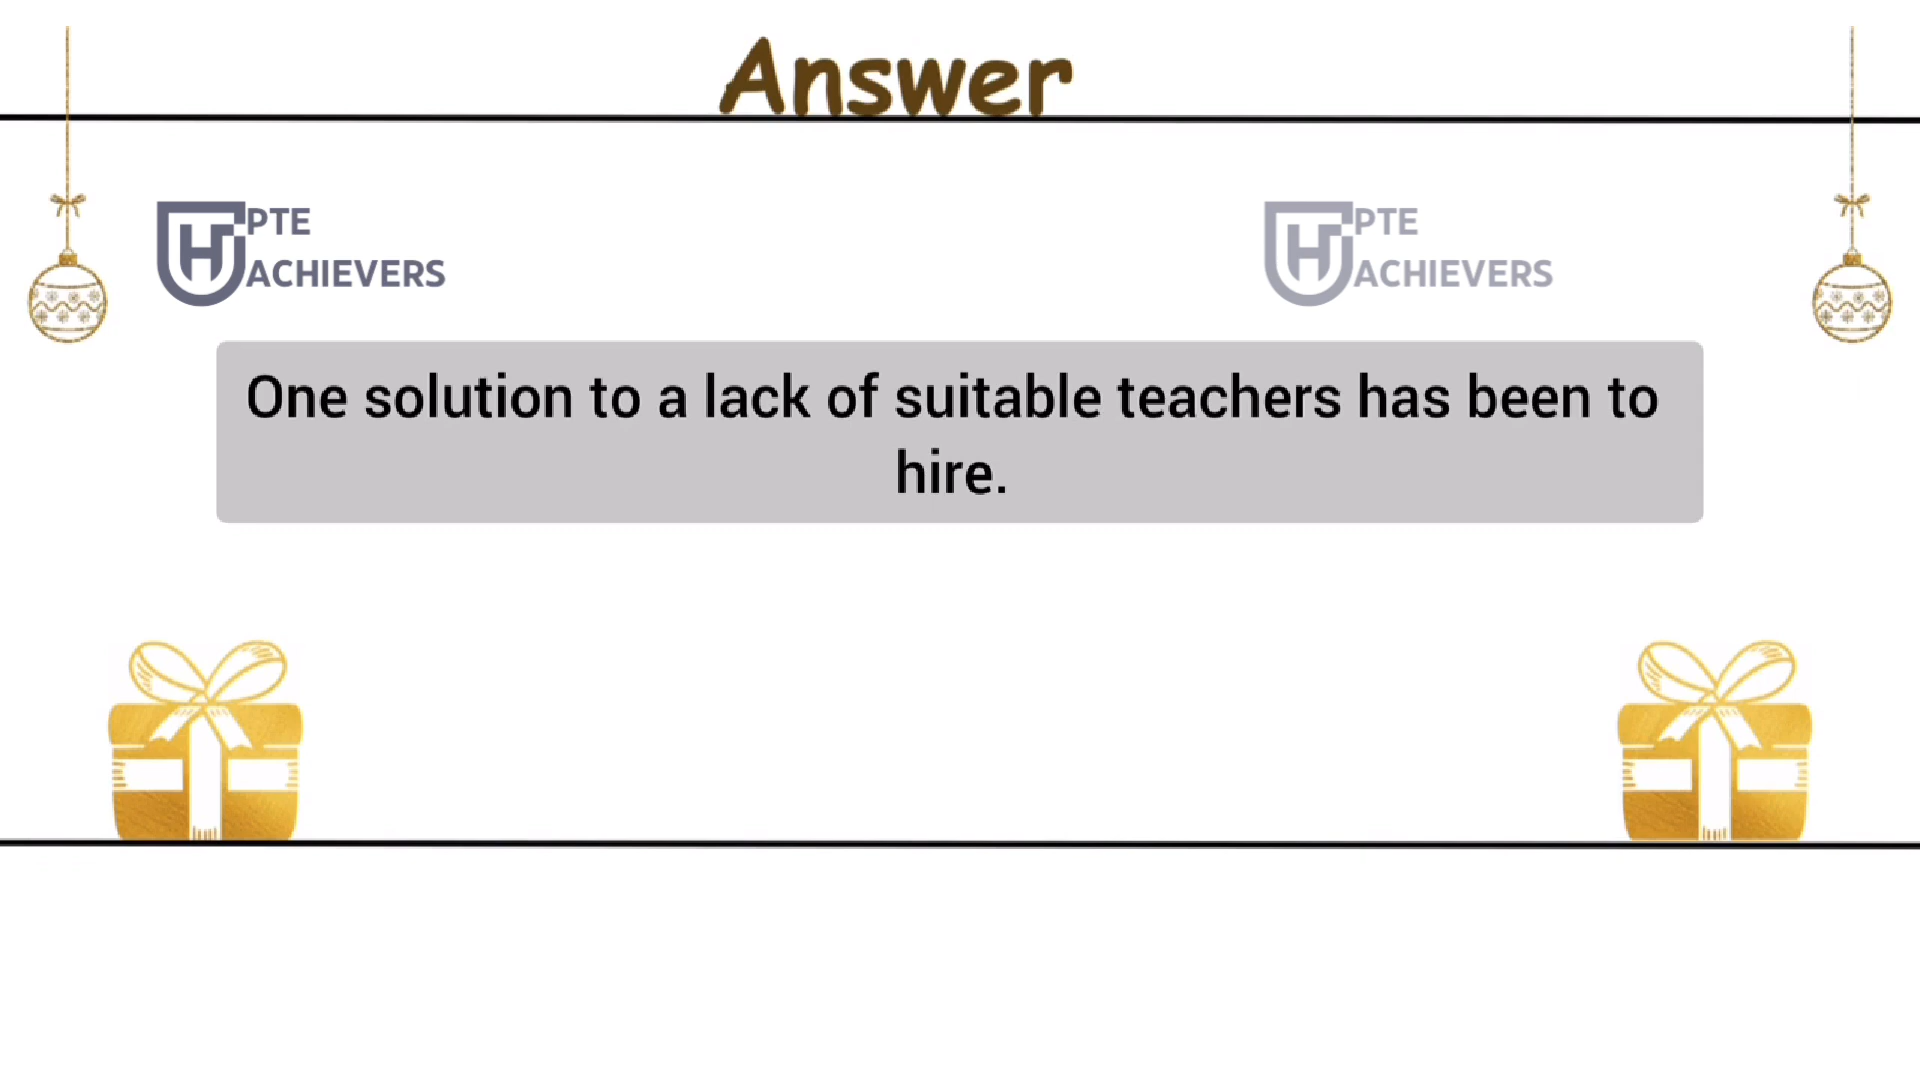 Answer
PTE
ACHIEVERS
PTE
ACHIEVERS
One solution to a lack of suitable teachers has been to
hire.